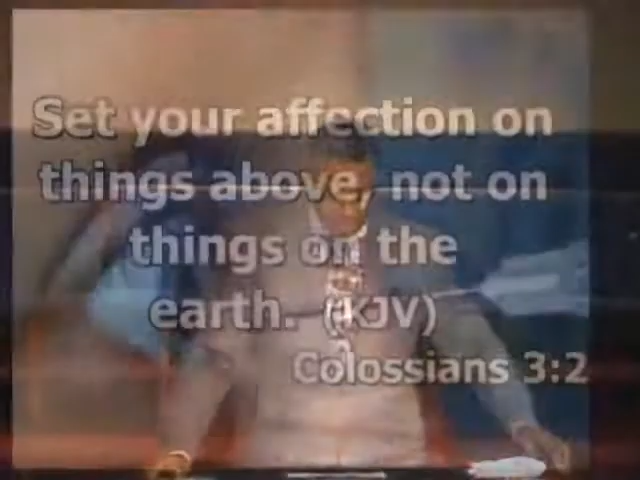 Set your affection on
things above, not on
things on the
earth. (KJV)
Colossians 3:2